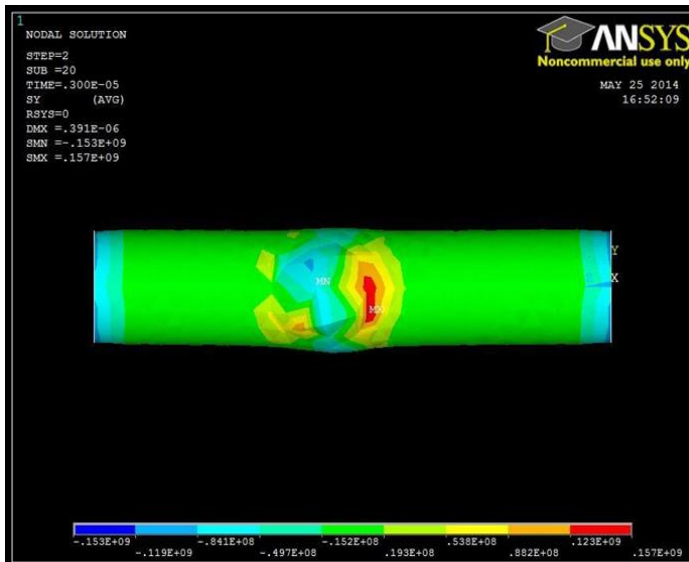 1
NODAL SOLUTION
STEP=2
SUB =20
TIME=.300E-05
SY (AVG)
RSYS=0
DMX =.391E-06
SMN =-.153E+09
SMX =.157E+09
ANSYS
Noncommercial use only
MAY 25 2014
16:52:09
Y
MN
X
MX
-.153E+09 -.841E+08 -.152E+08 .538E+08 .123E+09
-.119E+09 -.497E+08 .193E+08 .882E+08 .157E+09